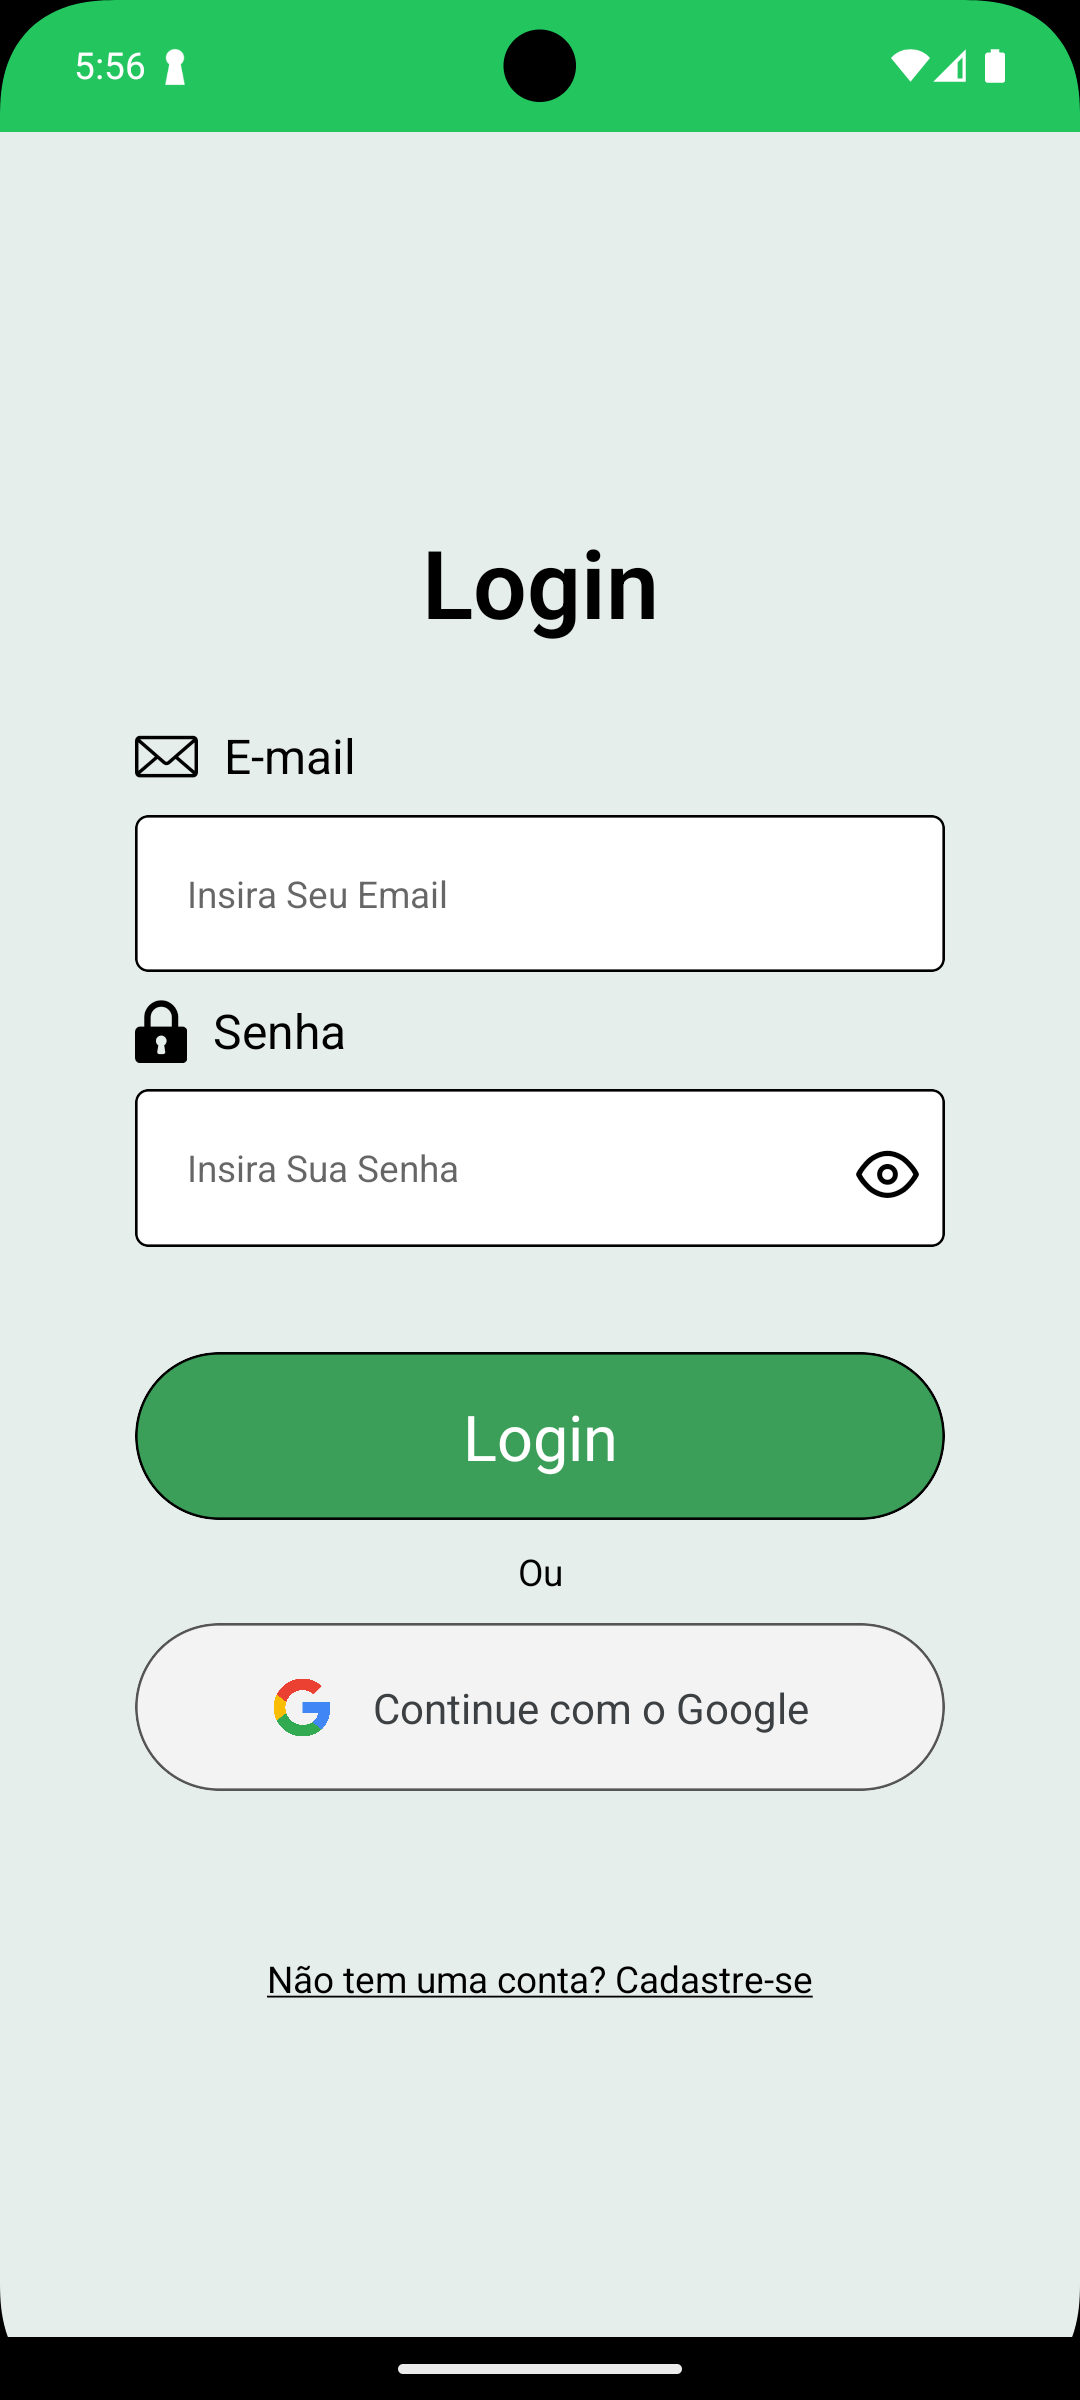 5:56
Login
E-mail
Insira Seu Email
Senha
Insira Sua Senha
Login
Ou
Continue com o Google
Não tem uma conta? Cadastre-se